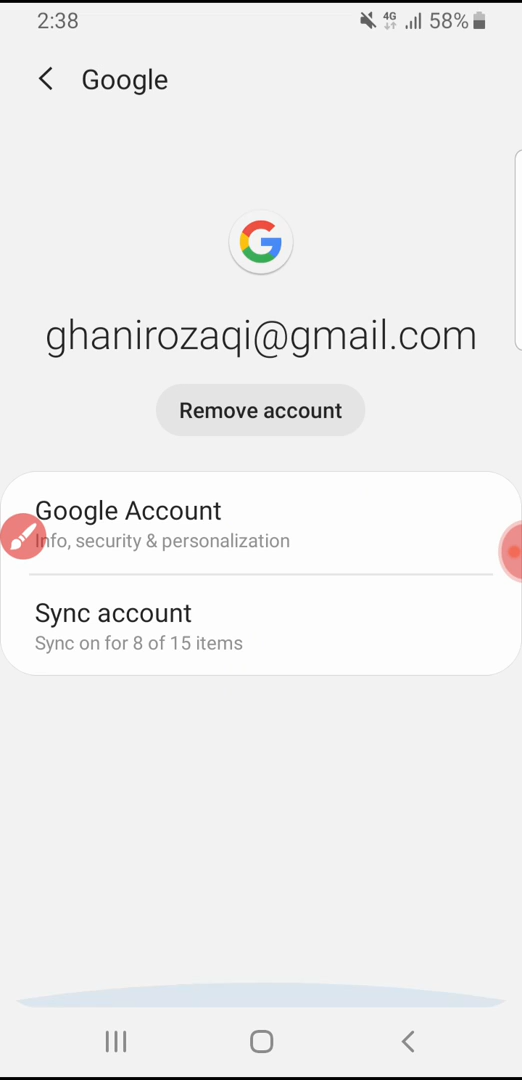 2:38
4G
58%
Google
ghanirozaqi@gmail.com
Remove account
Google Account
Info, security & personalization
Sync account
Sync on for 8 of 15 items